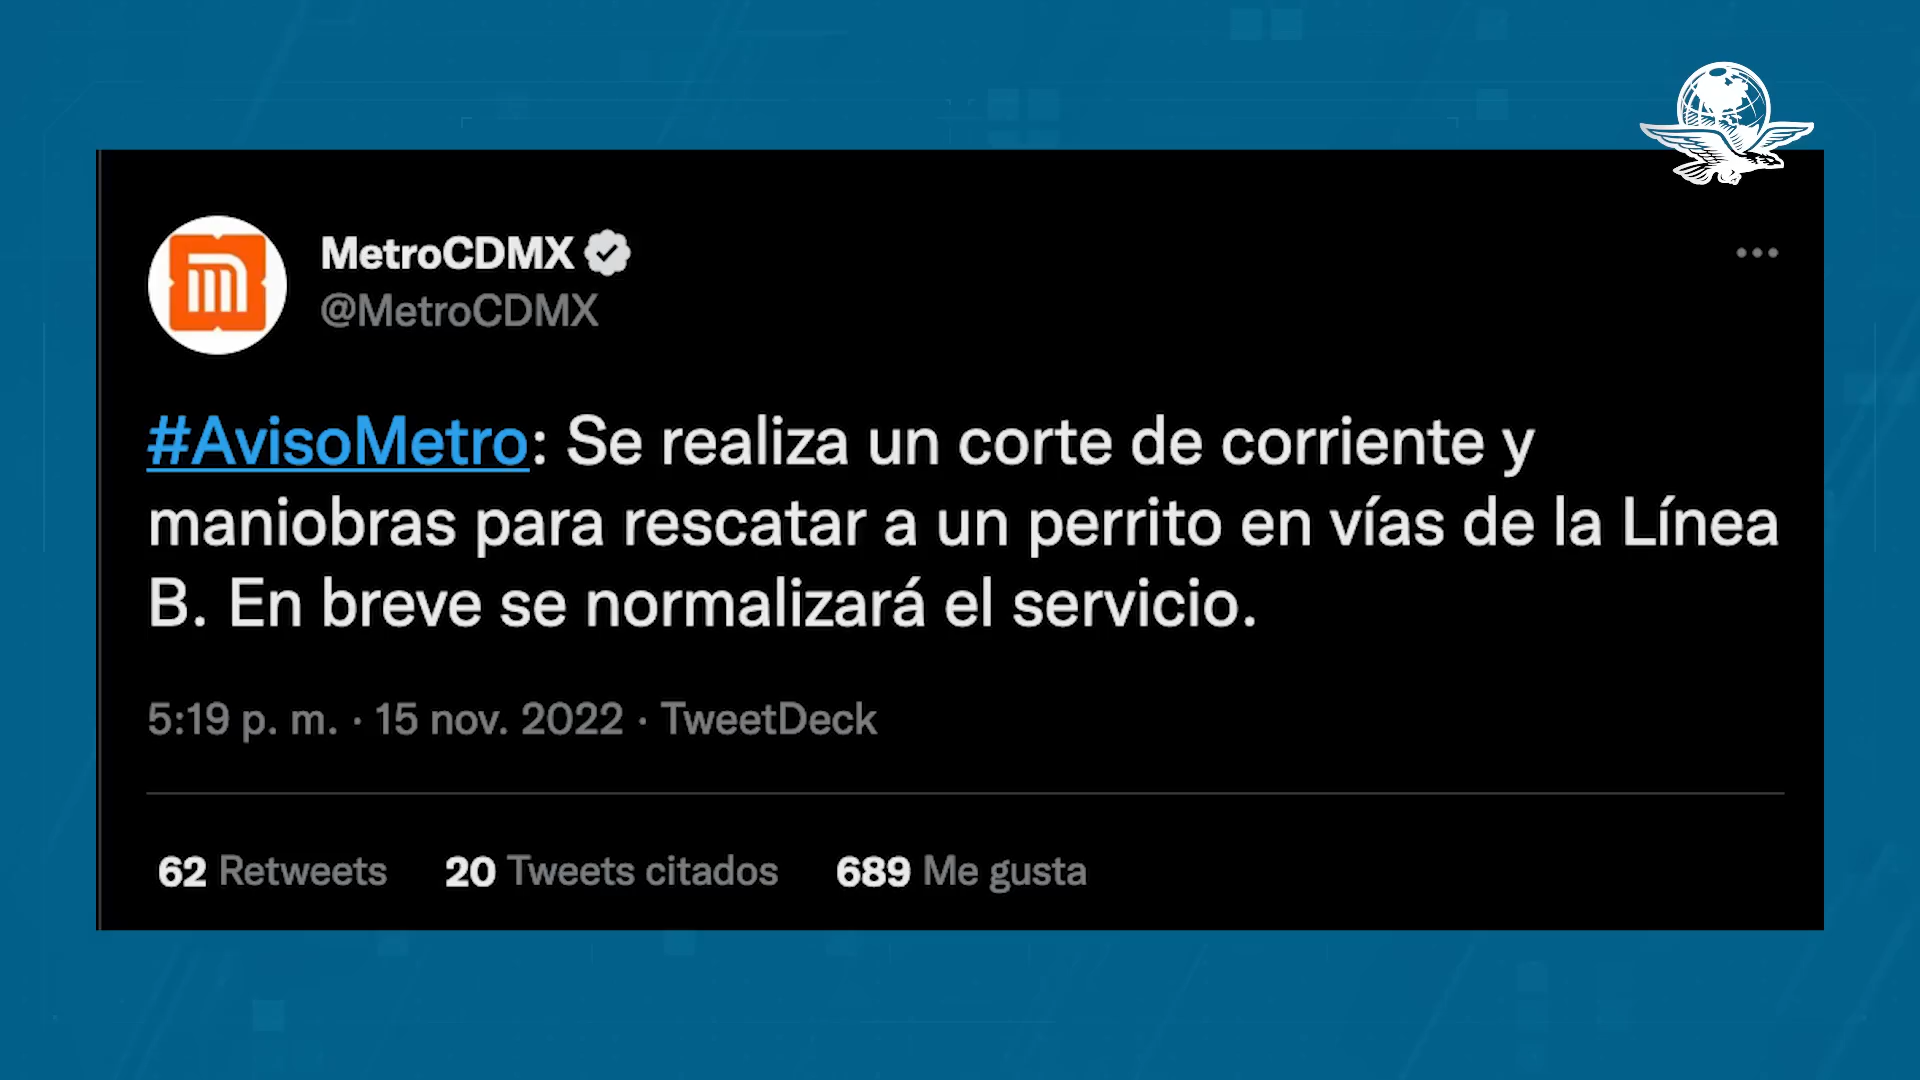 MetroCDMX
@MetroCDMX
#AvisoMetro: Se realiza un corte de corriente y
maniobras para rescatar a un perrito en vías de la Línea
B. En breve se normalizará el servicio.
5:19 p. m. · 15 nov. 2022 · TweetDeck
62 Retweets 20 Tweets citados 689 Me gusta